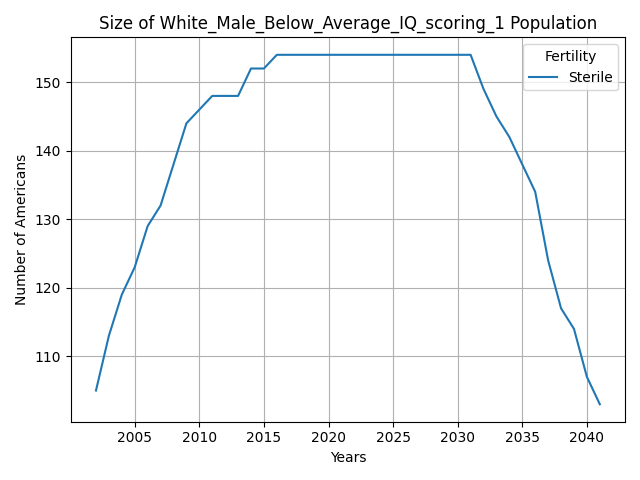 Size of White_Male_Below_Average_IQ_scoring_1 Population
Fertility
Sterile
Number of Americans
150
140
130
120
110
2005 2010 2015 2020 2025 2030 2035 2040
Years